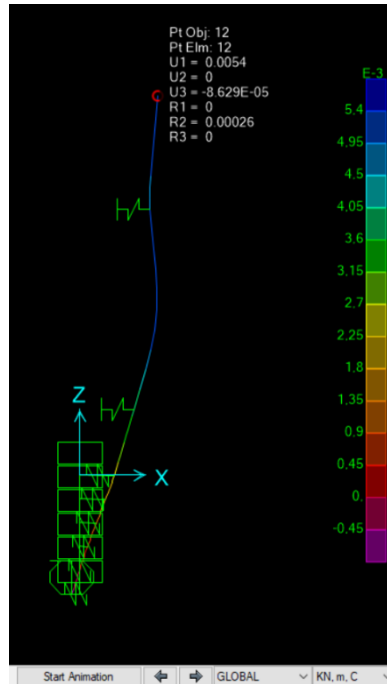 Pt Obj: 12
Pt Elm: 12
U1 = 0.0054
U2 = 0
U3 = -8.629E-05
R1 = 0
R2 = 0.00026
R3 = 0
E-3
5.4
4.95
4.5
4.05
3.6
3.15
2.7
2.25
1.8
1.35
0.9
0.45
0.
-0.45
Z
X
Start Animation
GLOBAL
KN, m, C